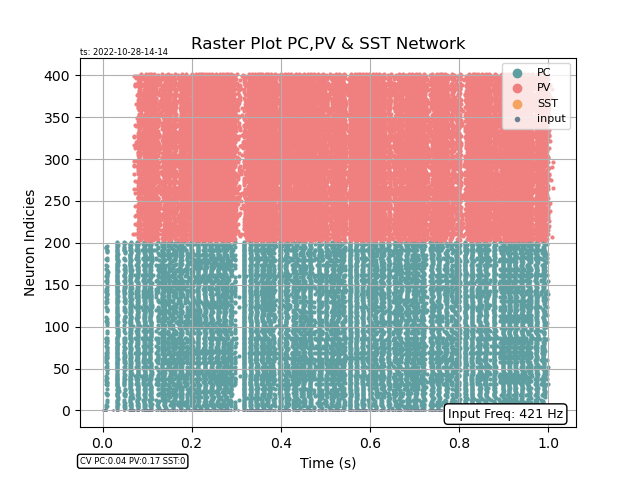 ts: 2022-10-28-14-14
Raster Plot PC,PV & SST Network
PC
PV
SST
input
400
350
300
250
200
150
100
50
0
Neuron Indicies
Input Freq: 421 Hz
0.0 0.2 0.4 0.6 0.8 1.0
CV PC:0.04 PV:0.17 SST:0
Time (s)